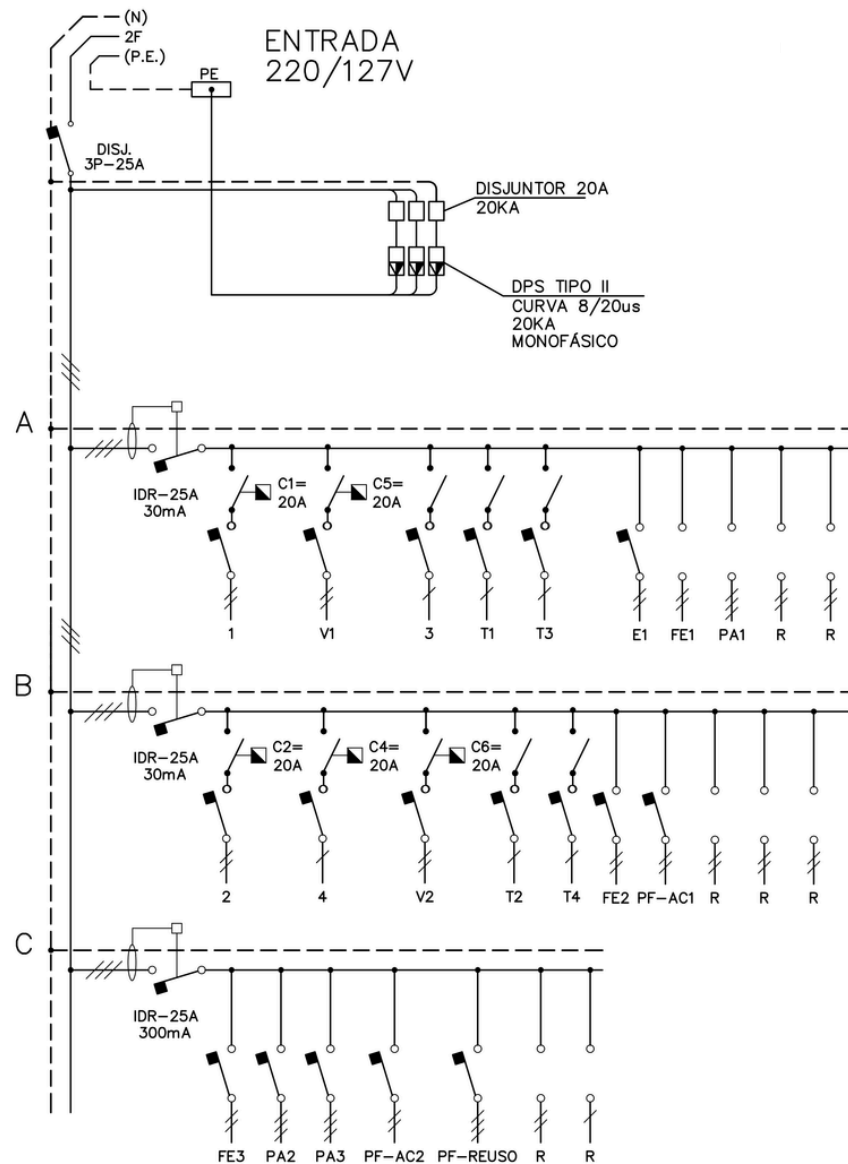 (N)
2F
(P.E.)
ENTRADA
220/127V
PE
DISJ.
3P-25A
DISJUNTOR 20A
20KA
DPS TIPO II
CURVA 8/20us
20KA
MONOFÁSICO
A
IDR-25A
30mA
C1=
20A
C5=
20A
1
V1
3
T1
T3
E1
FE1
PA1
R
R
B
IDR-25A
30mA
C2=
20A
C4=
20A
C6=
20A
2
4
V2
T2
T4
FE2
PF-AC1
R
R
R
C
IDR-25A
300mA
FE3
PA2
PA3
PF-AC2
PF-REUSO
R
R